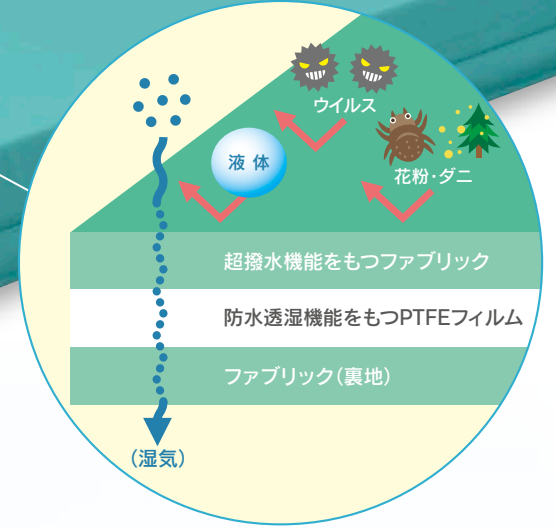 ウイルス
液体
花粉・ダニ
超撥水機能をもつファブリック
防水透湿機能をもつPTFEフィルム
ファブリック(裏地)
(湿気)